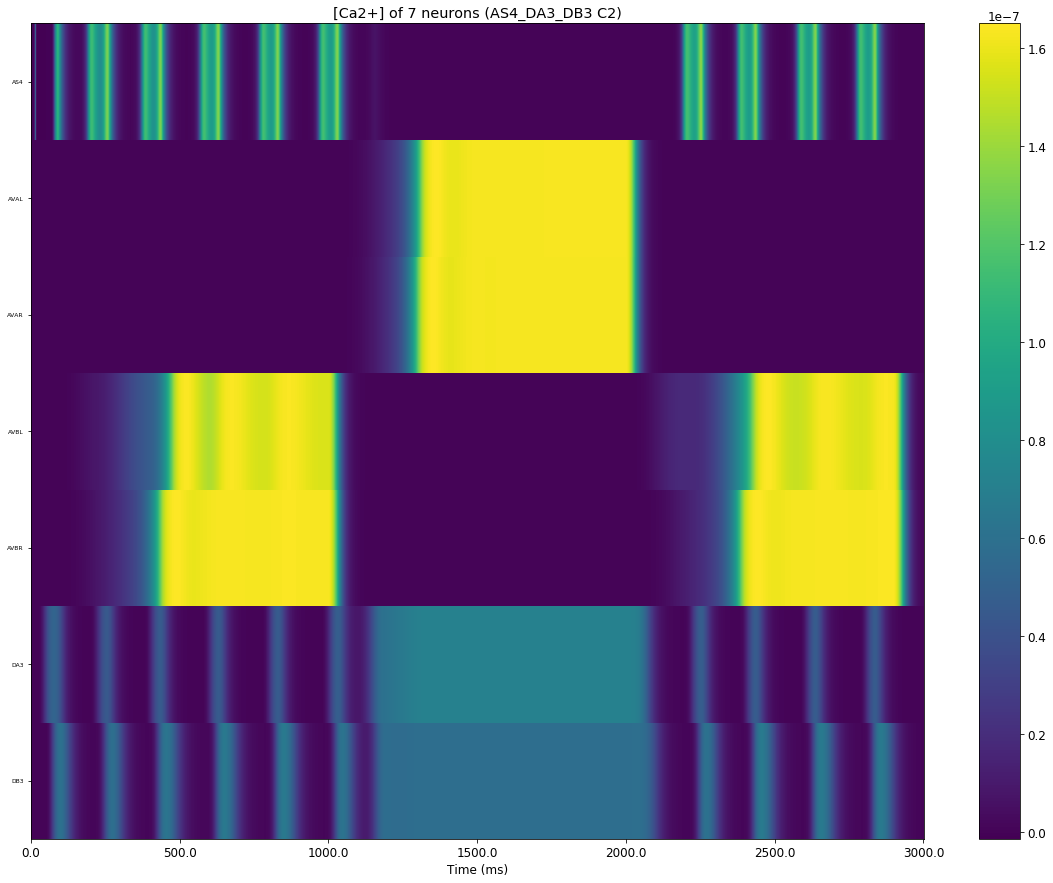 [Ca2+] of 7 neurons (AS4_DA3_DB3 C2)
1e−7
AS4
AVAL
AVAR
AVBL
AVBR
DA3
DB3
1.6
1.4
1.2
1.0
0.8
0.6
0.4
0.2
0.0
0.0 500.0 1000.0 1500.0 2000.0 2500.0 3000.0
Time (ms)